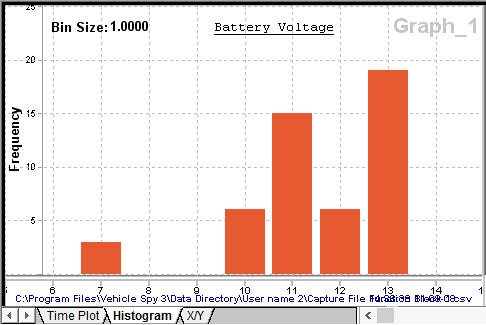 25
Bin Size: 1.0000
Battery Voltage
Graph_1
20
15
10
5
Frequency
6 7 8 9 10 11 12 13 14
C:\Program Files\Vehicle Spy 3\Data Directory\User name 2\Capture File
Time Plot Histogram X/Y